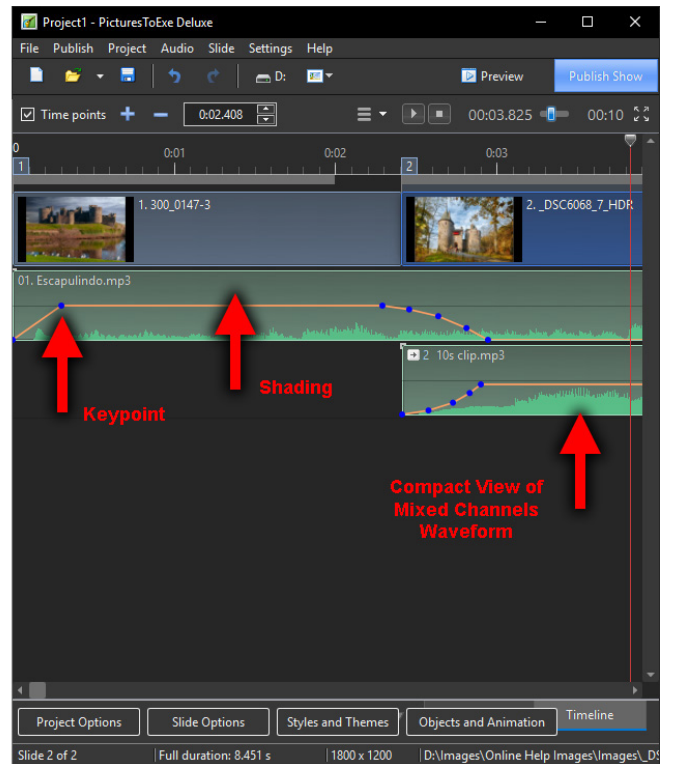 Project1 - PicturesToExe Deluxe
File Publish Project Audio Slide Settings Help
D: Preview Publish Show
Time points 0:02.408 00:03.825 00:10
0 0:01 0:02 0:03
1 2
1. 300_0147-3 2. _DSC6068_7_HDR
01. Escapulindo.mp3
2 10s clip.mp3
Shading
Keypoint
Compact View of
Mixed Channels
Waveform
Project Options Slide Options Styles and Themes Objects and Animation Timeline
Slide 2 of 2 Full duration: 8.451 s 1800 x 1200 D:\Images\Online Help Images\Images\_DS